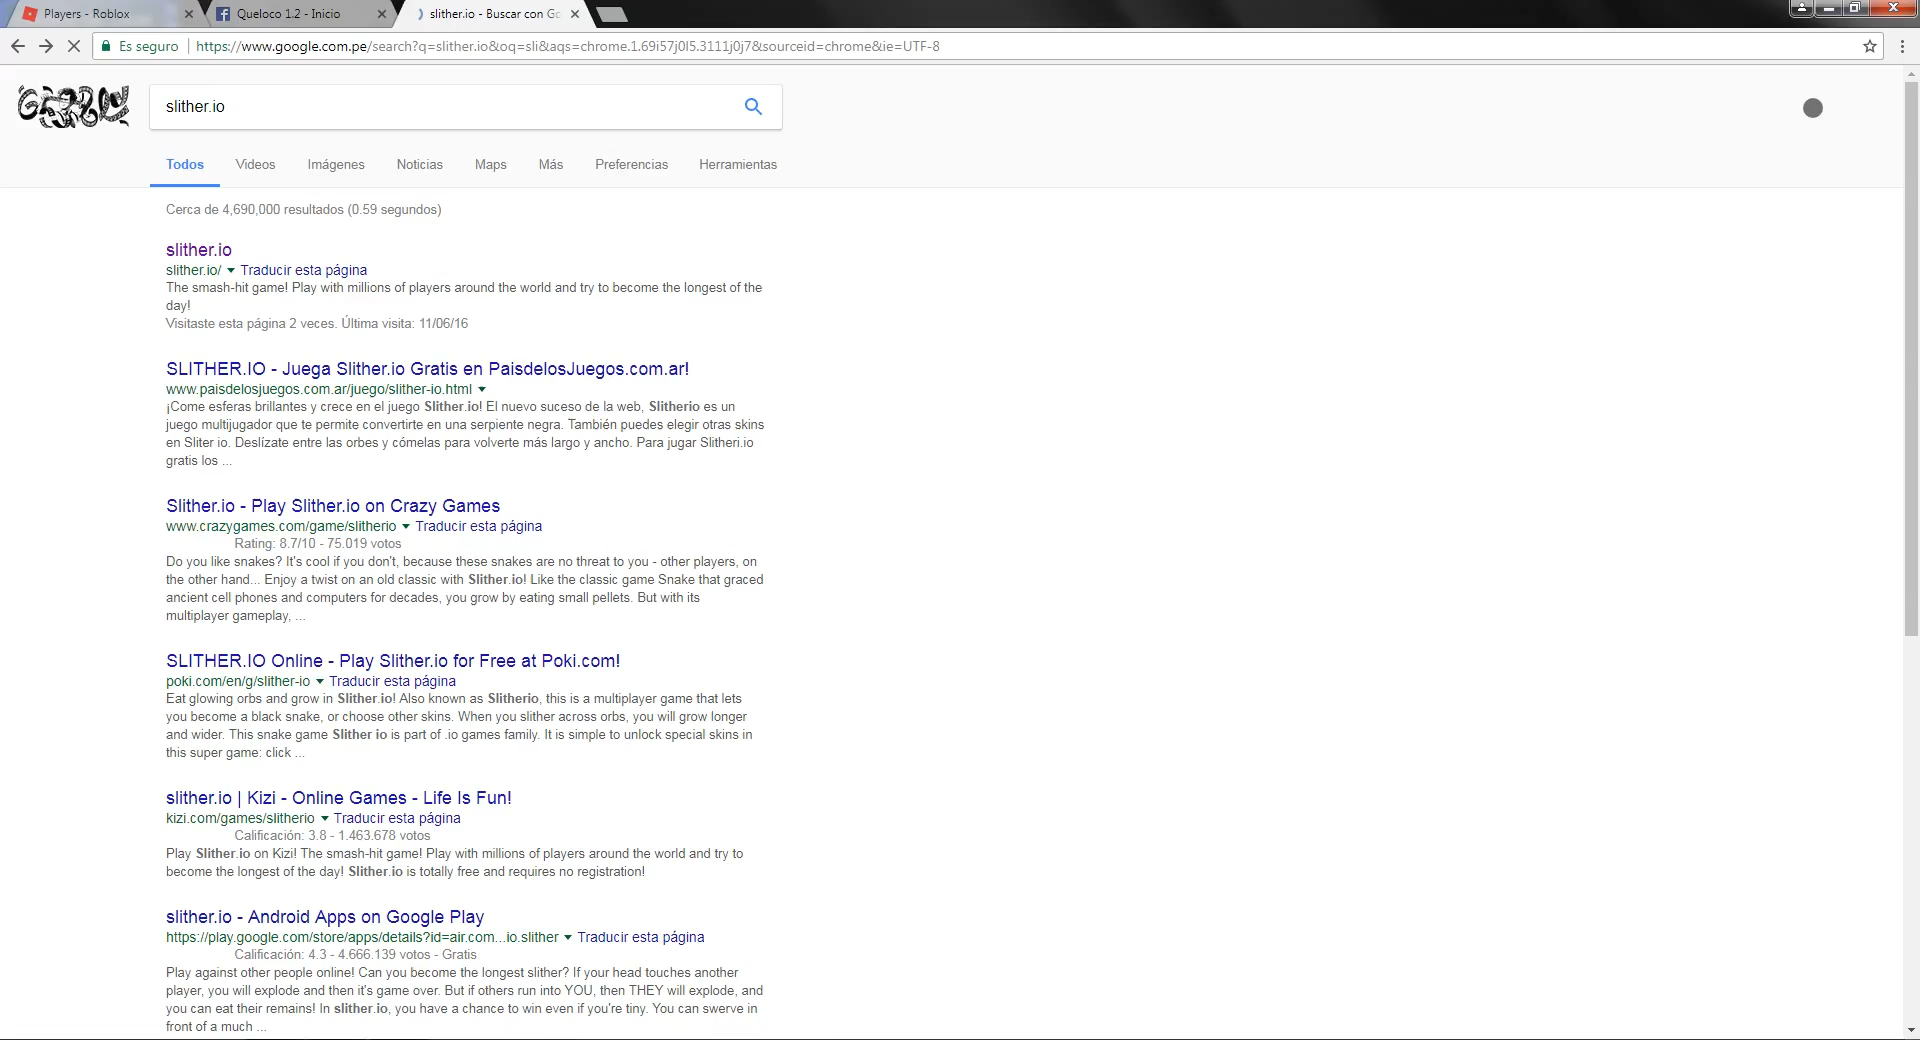 Players - Roblox
Queloco 1.2 - Inicio
slither.io - Buscar con Go
Es seguro
https://www.google.com.pe/search?q=slither.io&oq=sli&aqs=chrome.1.69i57j0l5.3111j0j7&sourceid=chrome&ie=UTF-8
slither.io
Todos Videos Imágenes Noticias Maps Más Preferencias Herramientas
Cerca de 4,690,000 resultados (0.59 segundos)
slither.io
slither.io/ Traducir esta página
The smash-hit game! Play with millions of players around the world and try to become the longest of the
day!
Visitaste esta página 2 veces. Última visita: 11/06/16
SLITHER.IO - Juega Slither.io Gratis en PaisdelosJuegos.com.ar!
www.paisdelosjuegos.com.ar/juego/slither-io.html
¡Come esferas brillantes y crece en el juego Slither.io! El nuevo suceso de la web, Slitherio es un
juego multijugador que te permite convertirte en una serpiente negra. También puedes elegir otras skins
en Sliter io. Deslízate entre las orbes y cómelas para volverte más largo y ancho. Para jugar Slitheri.io
gratis los ...
Slither.io - Play Slither.io on Crazy Games
www.crazygames.com/game/slitherio Traducir esta página
Rating: 8.7/10 - 75.019 votos
Do you like snakes? It's cool if you don't, because these snakes are no threat to you - other players, on
the other hand... Enjoy a twist on an old classic with Slither.io! Like the classic game Snake that graced
ancient cell phones and computers for decades, you grow by eating small pellets. But with its
multiplayer gameplay, ...
SLITHER.IO Online - Play Slither.io for Free at Poki.com!
poki.com/en/g/slither-io Traducir esta página
Eat glowing orbs and grow in Slither.io! Also known as Slitherio, this is a multiplayer game that lets
you become a black snake, or choose other skins. When you slither across orbs, you will grow longer
and wider. This snake game Slither io is part of .io games family. It is simple to unlock special skins in
this super game: click ...
slither.io | Kizi - Online Games - Life Is Fun!
kizi.com/games/slitherio Traducir esta página
Calificación: 3.8 - 1.463.678 votos
Play Slither.io on Kizi! The smash-hit game! Play with millions of players around the world and try to
become the longest of the day! Slither.io is totally free and requires no registration!
slither.io - Android Apps on Google Play
https://play.google.com/store/apps/details?id=air.com...io.slither Traducir esta página
Calificación: 4.3 - 4.666.139 votos - Gratis
Play against other people online! Can you become the longest slither? If your head touches another
player, you will explode and then it's game over. But if others run into YOU, then THEY will explode, and
you can eat their remains! In slither.io, you have a chance to win even if you're tiny. You can swerve in
front of a much ...